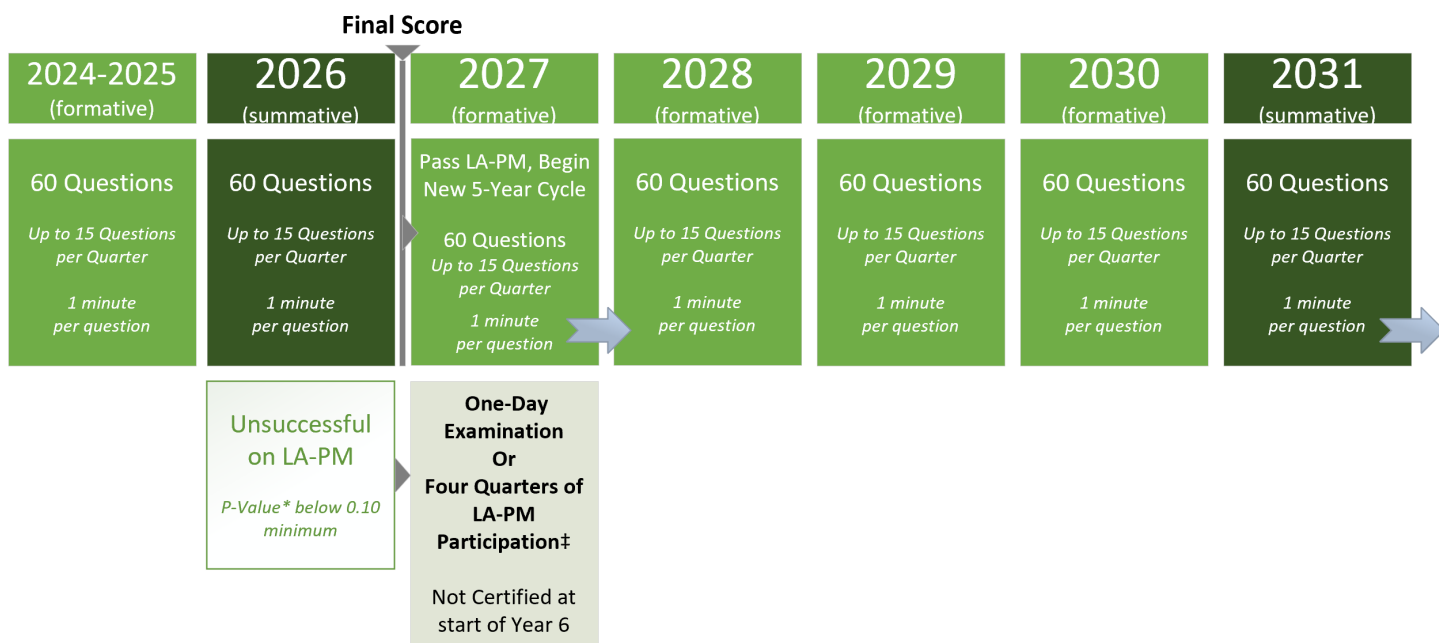 Final Score
2024-2025
(formative)
2026
(summative)
2027
(formative)
2028
(formative)
2029
(formative)
2030
(formative)
2031
(summative)
60 Questions
Up to 15 Questions
per Quarter
1 minute
per question
60 Questions
Up to 15 Questions
per Quarter
1 minute
per question
Pass LA-PM, Begin
New 5-Year Cycle
60 Questions
Up to 15 Questions
per Quarter
1 minute
per question
60 Questions
Up to 15 Questions
per Quarter
1 minute
per question
60 Questions
Up to 15 Questions
per Quarter
1 minute
per question
60 Questions
Up to 15 Questions
per Quarter
1 minute
per question
60 Questions
Up to 15 Questions
per Quarter
1 minute
per question
Unsuccessful
on LA-PM
P-Value* below 0.10
minimum
One-Day
Examination
Or
Four Quarters of
LA-PM
Participation‡
Not Certified at
start of Year 6